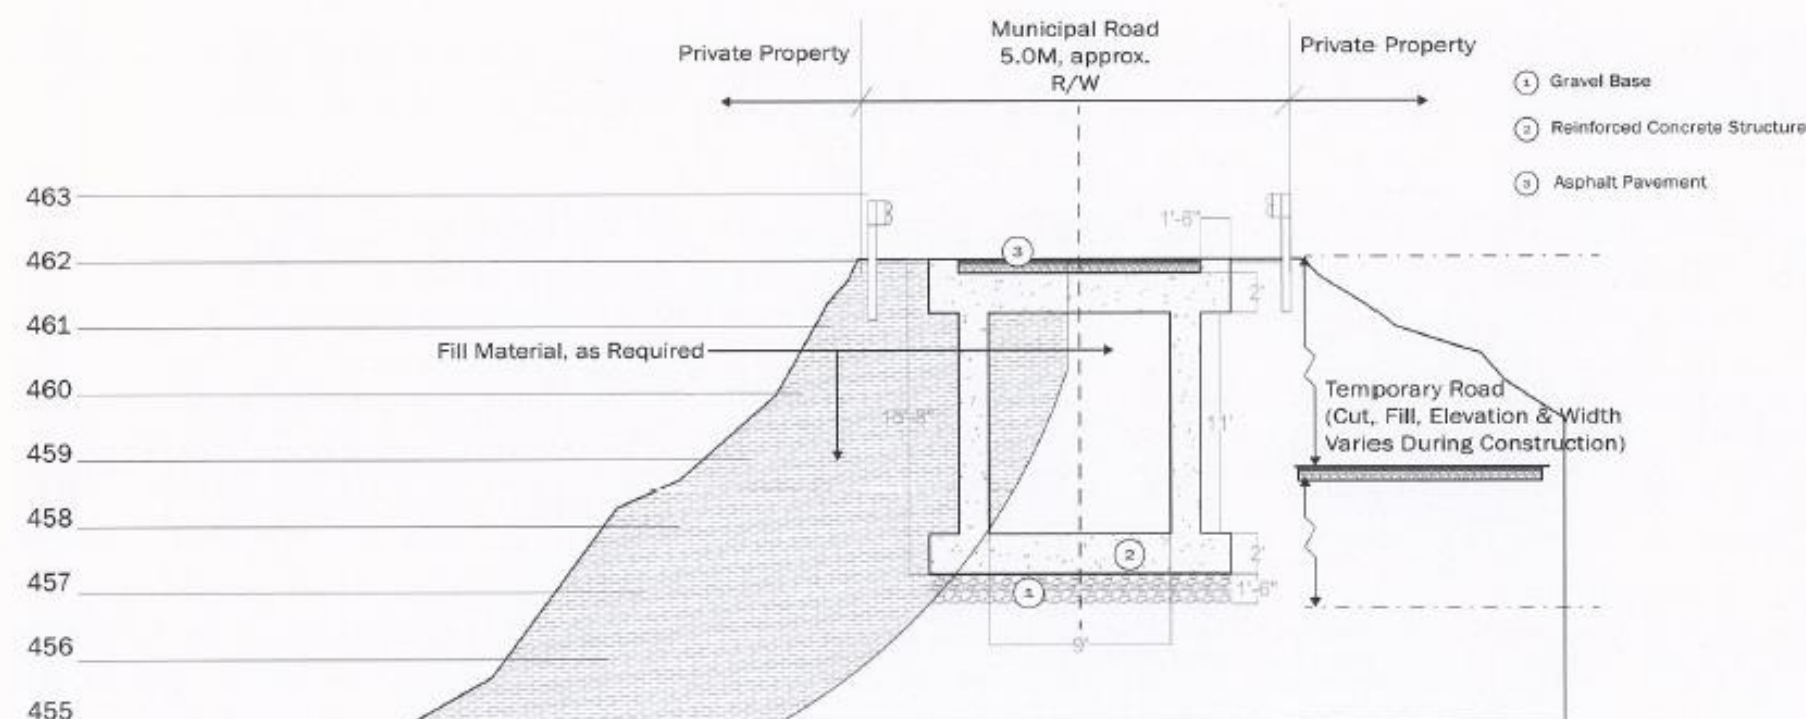 Municipal Road
5.0M, approx.
R/W
Private Property
Private Property
① Gravel Base
② Reinforced Concrete Structure
③ Asphalt Pavement
463
462
461
460
459
458
457
456
455
1'-6"
3
2'
Fill Material, as Required
11'
Temporary Road
(Cut, Fill, Elevation & Width
Varies During Construction)
2
2'
1
1'-6"
9'